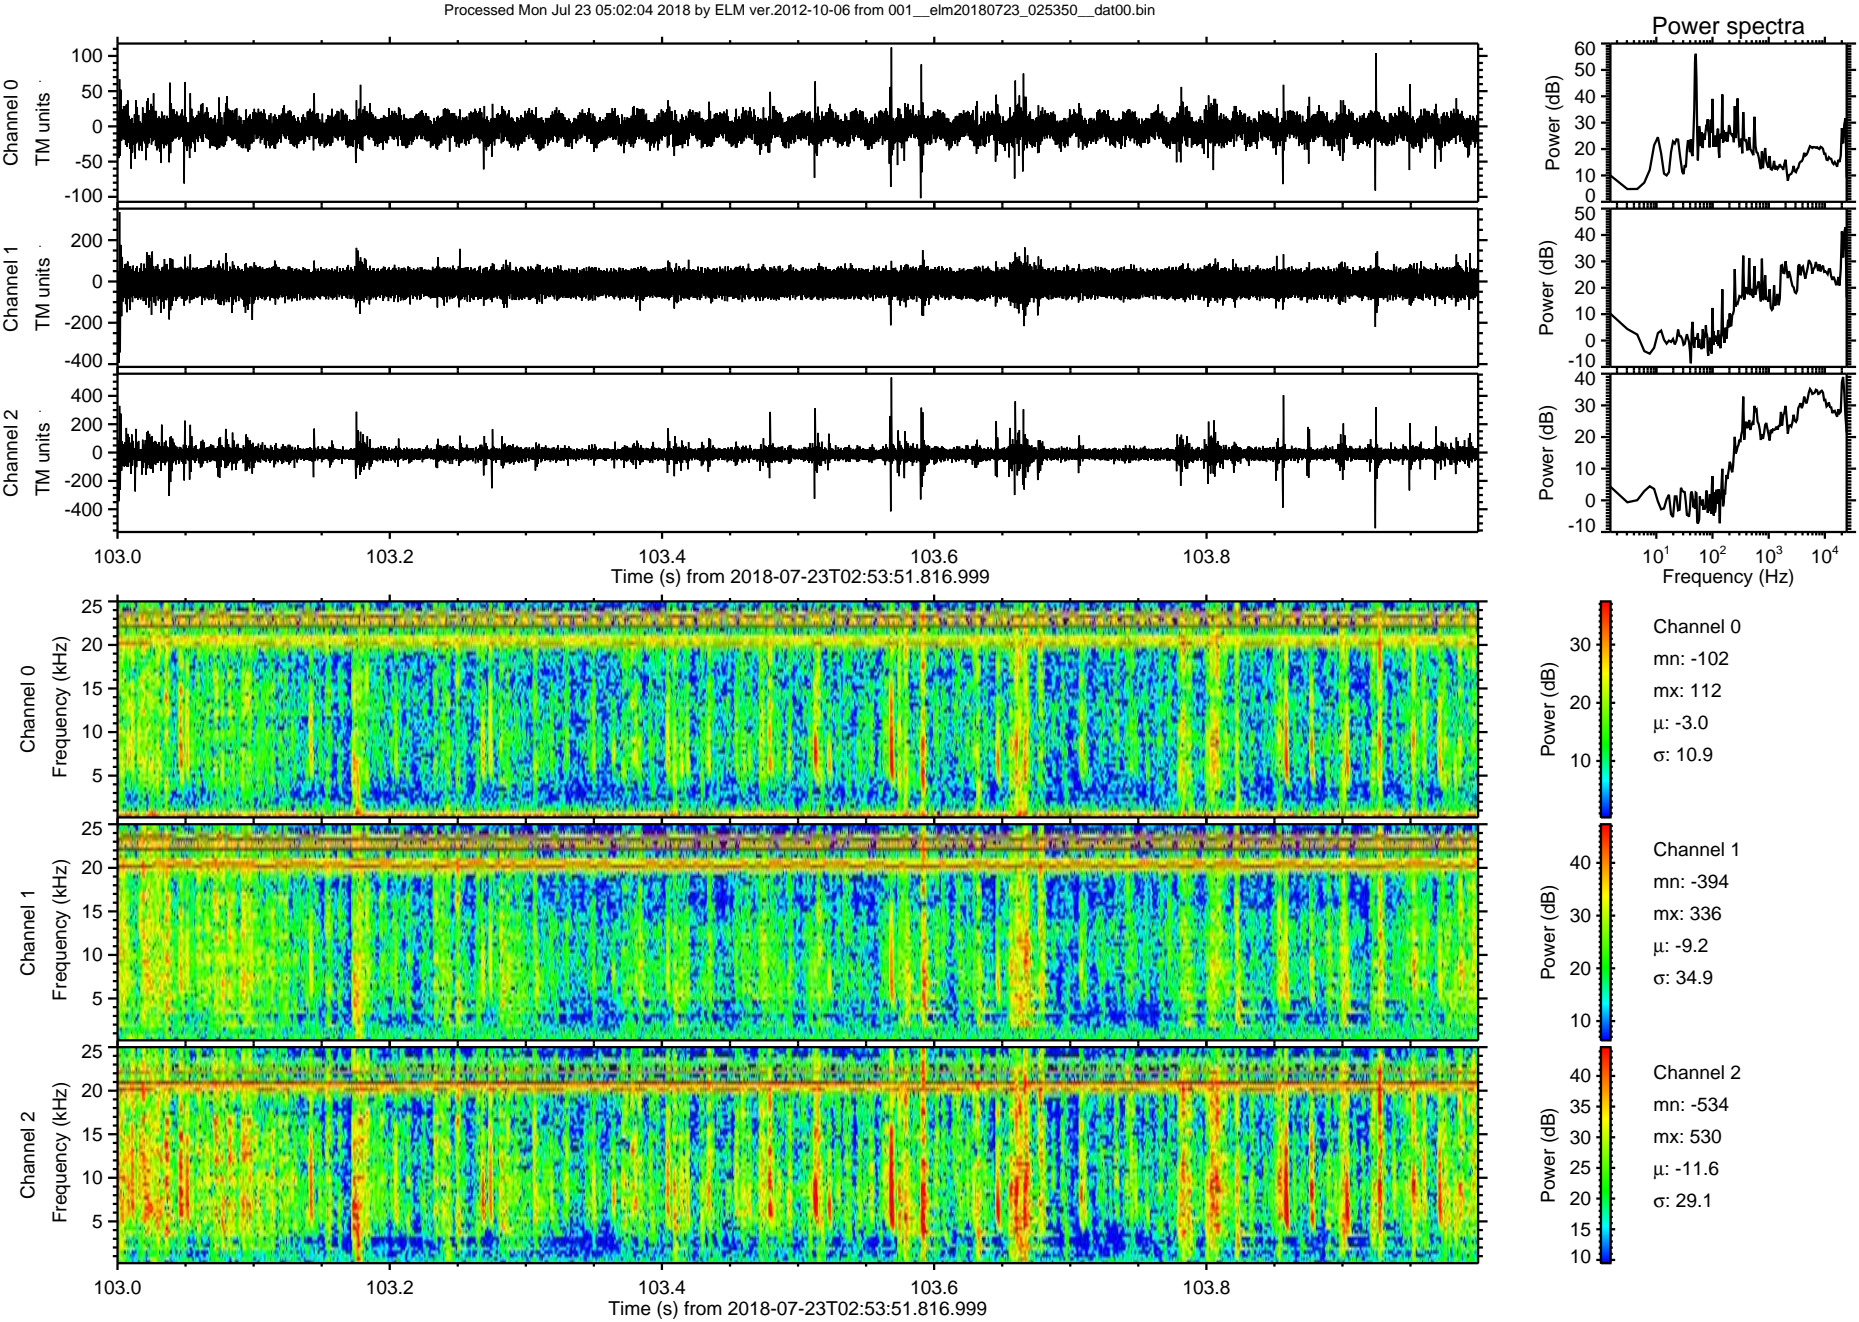 Processed Mon Jul 23 05:02:04 2018 by ELM ver.2012-10-06 from 001__elm20180723_025350__dat00.bin
Power spectra
Channel 0
TM units
100
50
0
-50
-100
Power (dB)
60
50
40
30
20
10
0
Channel 1
TM units
200
0
-200
-400
Power (dB)
50
40
30
20
10
0
-10
Channel 2
TM units
400
200
0
-200
-400
Power (dB)
40
30
20
10
0
-10
103.0 103.2 103.4 103.6 103.8
Time (s) from 2018-07-23T02:53:51.816.999
10^1 10^2 10^3 10^4
Frequency (Hz)
Channel 0
Frequency (kHz)
25
20
15
10
5
Power (dB)
30
20
10
Channel 0
mn: -102
mx: 112
μ: -3.0
σ: 10.9
Channel 1
Frequency (kHz)
25
20
15
10
5
Power (dB)
40
30
20
10
Channel 1
mn: -394
mx: 336
μ: -9.2
σ: 34.9
Channel 2
Frequency (kHz)
25
20
15
10
5
Power (dB)
40
35
30
25
20
15
10
Channel 2
mn: -534
mx: 530
μ: -11.6
σ: 29.1
103.0 103.2 103.4 103.6 103.8
Time (s) from 2018-07-23T02:53:51.816.999